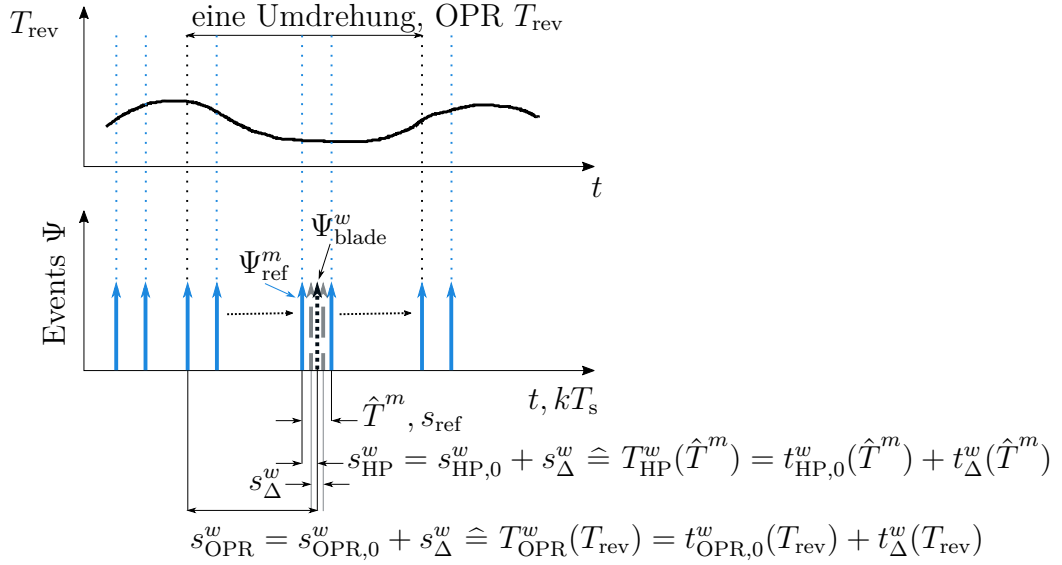 eine Umdrehung, OPR T_rev
T_rev
t
Events Ψ
Ψ^w_blade
Ψ^m_ref
t, kT_s
T̂^m, s_ref
s^w_HP = s^w_HP,0 + s^w_Δ ≙ T^w_HP(T̂^m) = t^w_HP,0(T̂^m) + t^w_Δ(T̂^m)
s^w_Δ
s^w_OPR = s^w_OPR,0 + s^w_Δ ≙ T^w_OPR(T_rev) = t^w_OPR,0(T_rev) + t^w_Δ(T_rev)